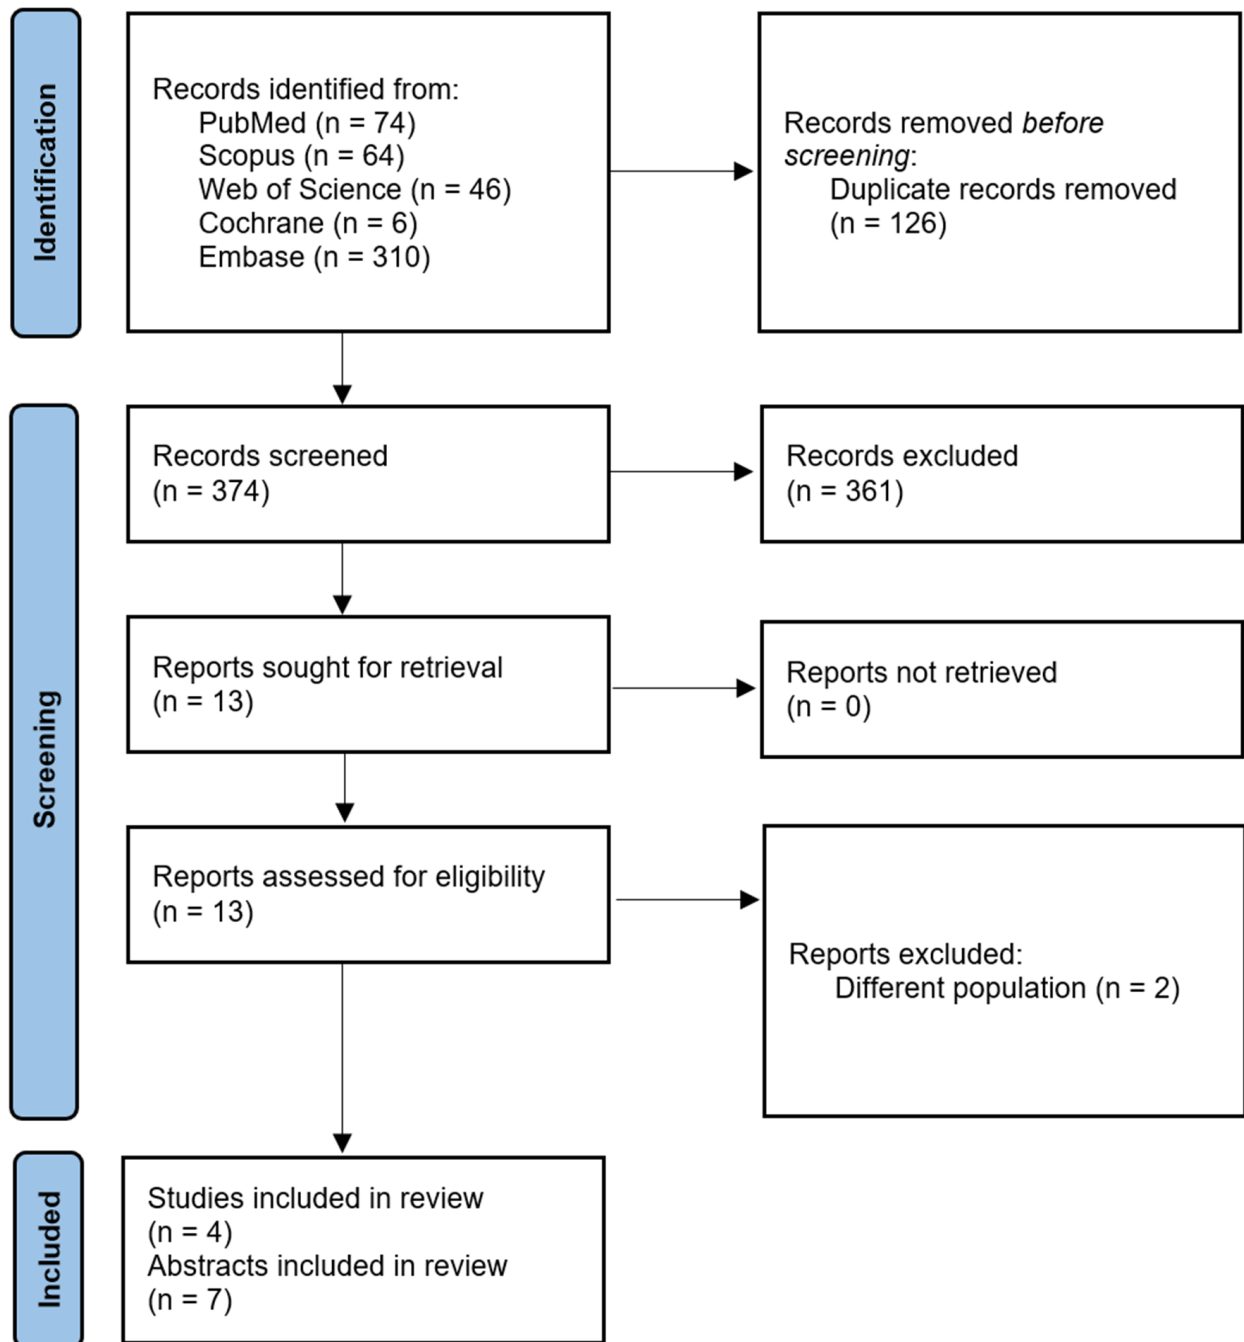 Identification
Records identified from:
PubMed (n = 74)
Scopus (n = 64)
Web of Science (n = 46)
Cochrane (n = 6)
Embase (n = 310)
Records removed before
screening:
Duplicate records removed
(n = 126)
Screening
Records screened
(n = 374)
Records excluded
(n = 361)
Reports sought for retrieval
(n = 13)
Reports not retrieved
(n = 0)
Reports assessed for eligibility
(n = 13)
Reports excluded:
Different population (n = 2)
Included
Studies included in review
(n = 4)
Abstracts included in review
(n = 7)